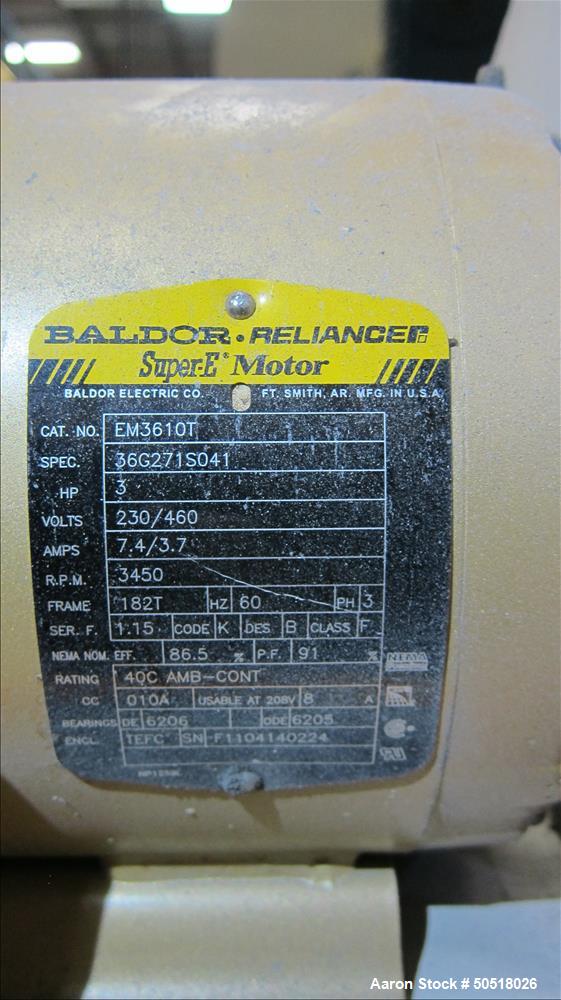 BALDOR • RELIANCER
Super-E® Motor
BALDOR ELECTRIC CO. FT. SMITH, AR. MFG. IN U.S.A.
CAT. NO. EM3610T
SPEC. 36G271S041
HP 3
VOLTS 230/460
AMPS 7.4/3.7
R.P.M. 3450
FRAME 182T HZ 60 PH 3
SER. F. 1.15 CODE K DES B CLASS F
NEMA NOM. EFF. 86.5 % P.F. 91 %
NEMA
RATING 40C AMB-CONT
CC 010A USABLE AT 208V 8 A
BEARINGS DE 6206 ODE 6205
ENCL. TEFC SN F1104140224
Aaron Stock # 50518026